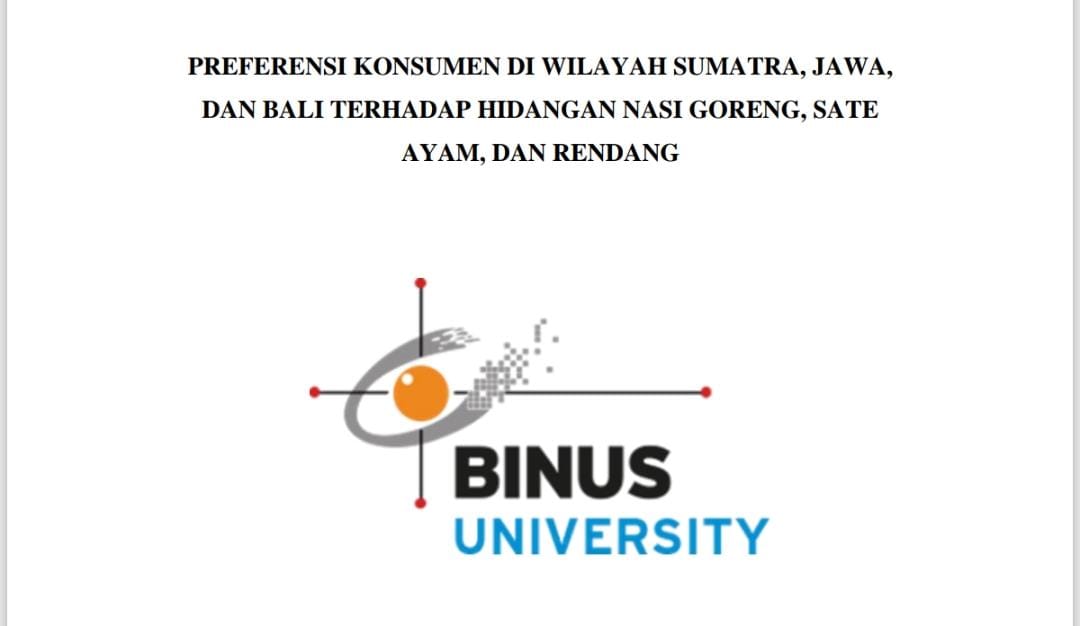 PREFERENSI KONSUMEN DI WILAYAH SUMATRA, JAWA,
DAN BALI TERHADAP HIDANGAN NASI GORENG, SATE
AYAM, DAN RENDANG
BINUS
UNIVERSITY